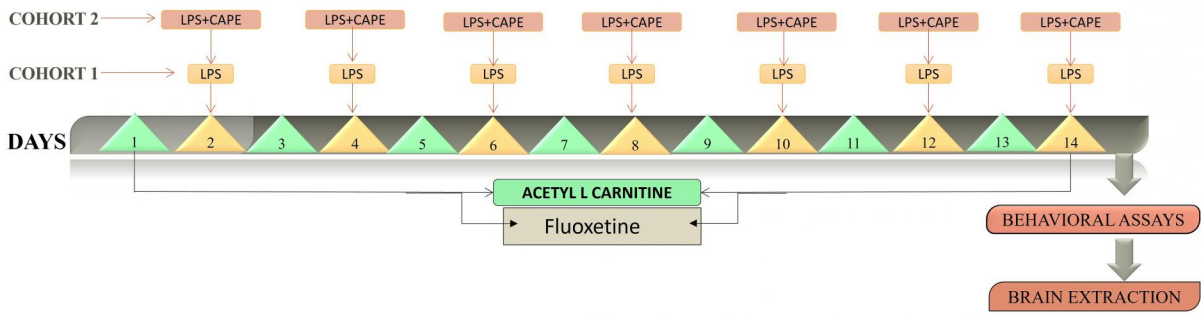 COHORT 2 LPS+CAPE LPS+CAPE LPS+CAPE LPS+CAPE LPS+CAPE LPS+CAPE LPS+CAPE
COHORT 1 LPS LPS LPS LPS LPS LPS LPS
DAYS 1 2 3 4 5 6 7 8 9 10 11 12 13 14
ACETYL L CARNITINE
Fluoxetine
BEHAVIORAL ASSAYS
BRAIN EXTRACTION